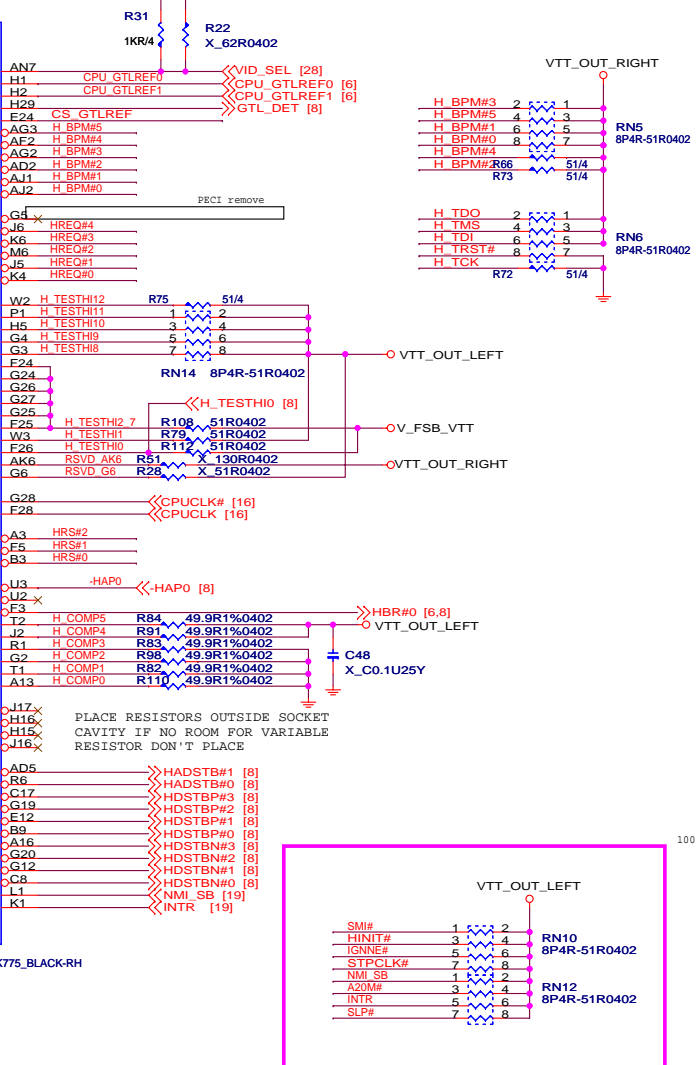 R31
1KR/4
R22
X_62R0402
AN7
VID_SEL [28]
H1 CPU_GTLREF0 CPU_GTLREF0 [6]
H2 CPU_GTLREF1 CPU_GTLREF1 [6]
H29 GTL_DET [8]
E24 CS_GTLREF
AG3 H_BPM#5
AF2 H_BPM#4
AG2 H_BPM#3
AD2 H_BPM#2
AJ1 H_BPM#1
AJ2 H_BPM#0
VTT_OUT_RIGHT
H_BPM#3 2 1
H_BPM#5 4 3
H_BPM#1 6 5
H_BPM#0 8 7
RN5
8P4R-51R0402
H_BPM#4
H_BPM#2 R66 51/4
R73 51/4
PECI remove
G5
J6 HREQ#4
K6 HREQ#3
M6 HREQ#2
J5 HREQ#1
K4 HREQ#0
H_TDO 2 1
H_TMS 4 3
H_TDI 6 5
H_TRST# 8 7
RN6
8P4R-51R0402
H_TCK
R72 51/4
W2 H_TESTHI12 R75 51/4
P1 H_TESTHI11 1 2
H5 H_TESTHI10 3 4
G4 H_TESTHI9 5 6
G3 H_TESTHI8 7 8
VTT_OUT_LEFT
RN14 8P4R-51R0402
F24
G24
G26
G27
G25
H_TESTHI0 [8]
F25 H_TESTHI2_7 R108 51R0402
V_FSB_VTT
W3 H_TESTHI1 R79 51R0402
F26 H_TESTHI0 R112 51R0402
AK6 RSVD_AK6 R51 X_130R0402
VTT_OUT_RIGHT
G6 RSVD_G6 R28 X_51R0402
G28 CPUCLK# [16]
F28 CPUCLK [16]
A3 HRS#2
F5 HRS#1
B3 HRS#0
U3 -HAP0 -HAP0 [8]
U2
F3 HBR#0 [6,8]
T2 H_COMP5 R84 49.9R1%0402
VTT_OUT_LEFT
J2 H_COMP4 R91 49.9R1%0402
R1 H_COMP3 R83 49.9R1%0402
G2 H_COMP2 R98 49.9R1%0402
T1 H_COMP1 R82 49.9R1%0402
A13 H_COMP0 R110 49.9R1%0402
C48
X_C0.1U25Y
J17
H16
H15
J16
PLACE RESISTORS OUTSIDE SOCKET
CAVITY IF NO ROOM FOR VARIABLE
RESISTOR DON'T PLACE
AD5 HADSTB#1 [8]
R6 HADSTB#0 [8]
C17 HDSTBP#3 [8]
G19 HDSTBP#2 [8]
E12 HDSTBP#1 [8]
B9 HDSTBP#0 [8]
A16 HDSTBN#3 [8]
G20 HDSTBN#2 [8]
G12 HDSTBN#1 [8]
C8 HDSTBN#0 [8]
L1 NMI_SB [19]
K1 INTR [19]
K775_BLACK-RH
100
VTT_OUT_LEFT
SMI# 1 2
HINIT# 3 4
IGNNE# 5 6
STPCLK# 7 8
RN10
8P4R-51R0402
NMI_SB 1 2
A20M# 3 4
INTR 5 6
SLP# 7 8
RN12
8P4R-51R0402